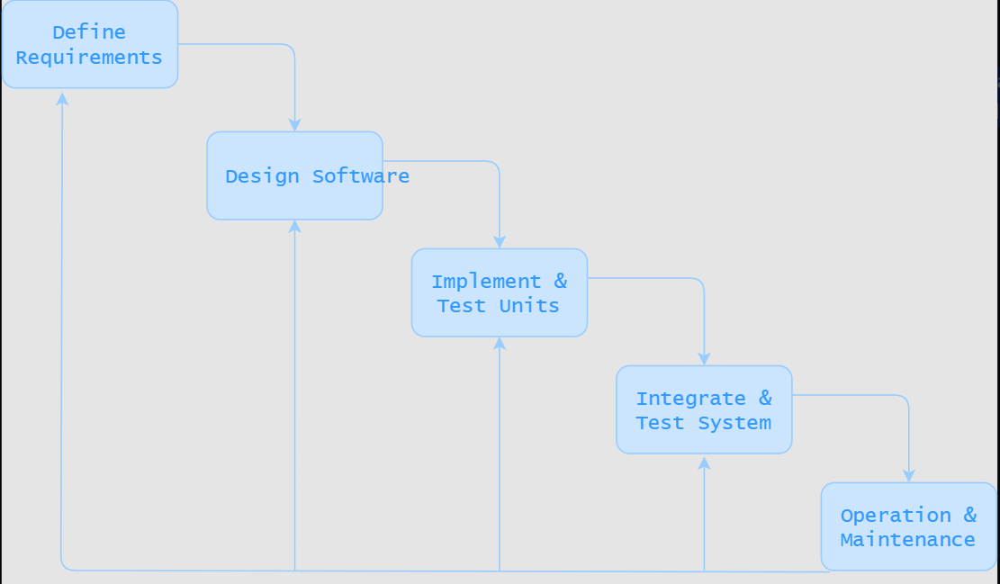 Define
Requirements
Design Software
Implement &
Test Units
Integrate &
Test System
Operation &
Maintenance